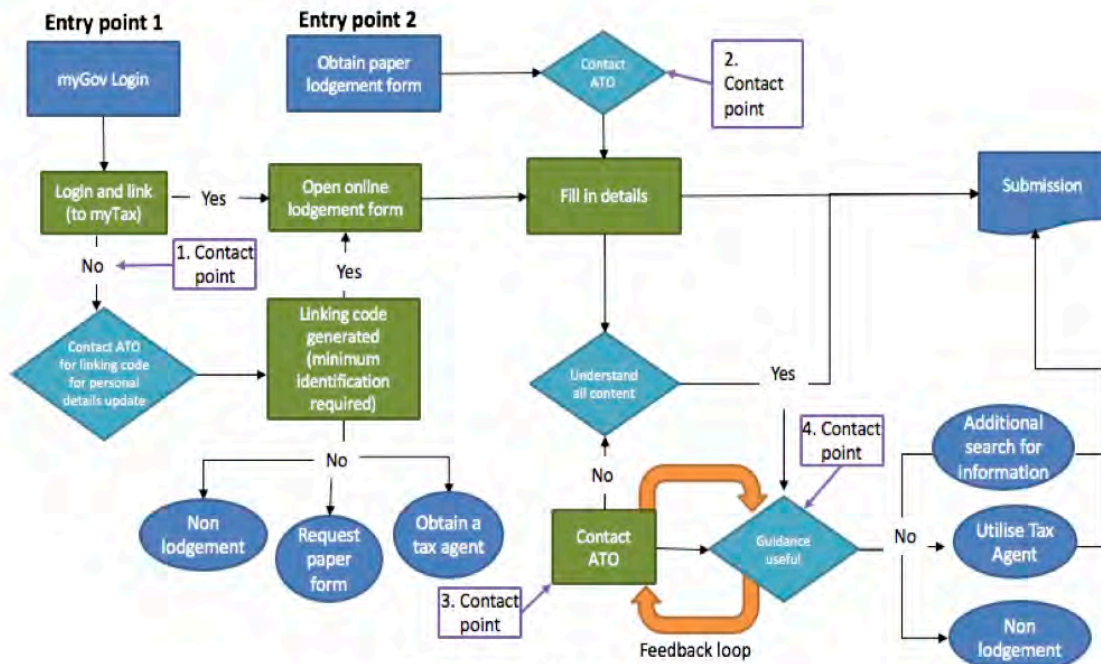 Entry point 1
Entry point 2
myGov Login
Obtain paper
lodgement form
Contact
ATO
2.
Contact
point
Login and link
(to myTax)
Yes
Open online
lodgement form
Fill in details
Submission
No
1. Contact
point
Yes
Contact ATO
for linking code
for personal
details update
Linking code
generated
(minimum
identification
required)
Understand
all content
Yes
No
Non
lodgement
Request
paper
form
Obtain a
tax agent
No
4. Contact
point
Additional
search for
information
Contact
ATO
Guidance
useful
No
Utilise Tax
Agent
3. Contact
point
Feedback loop
Non
lodgement